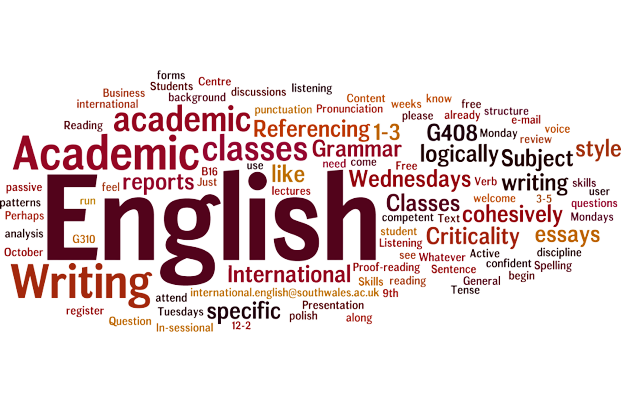 forms
Students Centre
Business background discussions listening
international
Content weeks know
punctuation Pronunciation please already free structure
e-mail
Reading academic Referencing 1-3 G408 Monday voice
review
Academic classes Grammar logically Subject style
need come Free
B16 use
passive feel reports Just like lectures Wednesdays Verb writing skills
user
patterns run English Classes welcome 3-5 questions
Perhaps competent Text cohesively Mondays
analysis G310 student Criticality essays
Listening
October see Whatever Active discipline
Writing International Proof-reading Sentence confident Spelling
Skills reading General begin
attend international.english@southwales.ac.uk 9th Tense
register Tuesdays specific Presentation
polish along
Question In-sessional 12-2